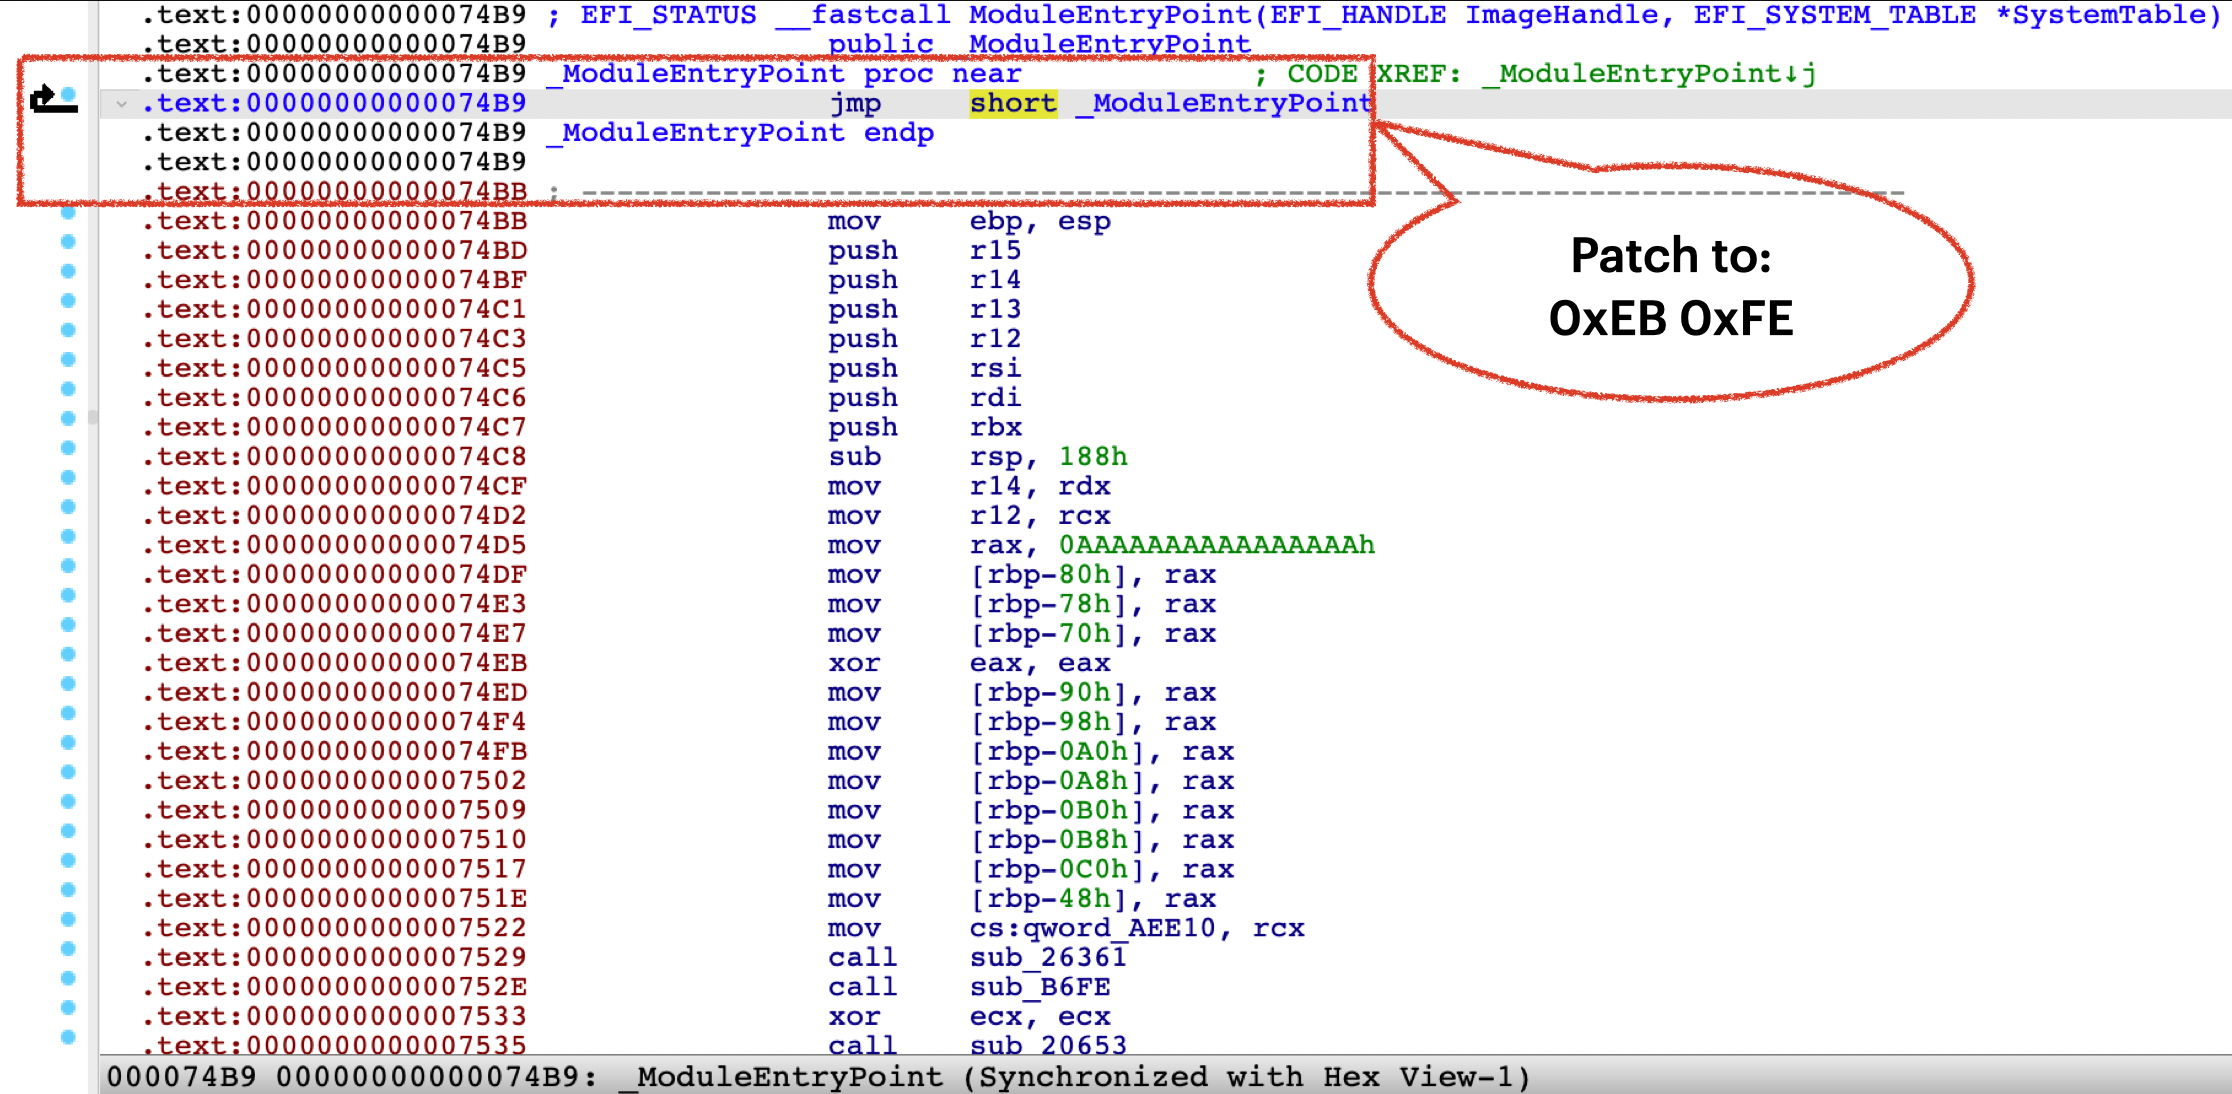 .text:00000000000074B9 ; EFI_STATUS __fastcall ModuleEntryPoint(EFI_HANDLE ImageHandle, EFI_SYSTEM_TABLE *SystemTable)
.text:00000000000074B9 public _ModuleEntryPoint
.text:00000000000074B9 _ModuleEntryPoint proc near ; CODE XREF: _ModuleEntryPoint↓j
.text:00000000000074B9 jmp short _ModuleEntryPoint
.text:00000000000074B9 _ModuleEntryPoint endp
.text:00000000000074B9
.text:00000000000074BB ; ---------------------------------------------------------------------------
.text:00000000000074BB mov ebp, esp
.text:00000000000074BD push r15
.text:00000000000074BF push r14
.text:00000000000074C1 push r13
.text:00000000000074C3 push r12
.text:00000000000074C5 push rsi
.text:00000000000074C6 push rdi
.text:00000000000074C7 push rbx
.text:00000000000074C8 sub rsp, 188h
.text:00000000000074CF mov r14, rdx
.text:00000000000074D2 mov r12, rcx
.text:00000000000074D5 mov rax, 0AAAAAAAAAAAAAAAAh
.text:00000000000074DF mov [rbp-80h], rax
.text:00000000000074E3 mov [rbp-78h], rax
.text:00000000000074E7 mov [rbp-70h], rax
.text:00000000000074EB xor eax, eax
.text:00000000000074ED mov [rbp-90h], rax
.text:00000000000074F4 mov [rbp-98h], rax
.text:00000000000074FB mov [rbp-0A0h], rax
.text:0000000000007502 mov [rbp-0A8h], rax
.text:0000000000007509 mov [rbp-0B0h], rax
.text:0000000000007510 mov [rbp-0B8h], rax
.text:0000000000007517 mov [rbp-0C0h], rax
.text:000000000000751E mov [rbp-48h], rax
.text:0000000000007522 mov cs:qword_AEE10, rcx
.text:0000000000007529 call sub_26361
.text:000000000000752E call sub_B6FE
.text:0000000000007533 xor ecx, ecx
.text:0000000000007535 call sub_20653
Patch to:
0xEB 0xFE
000074B9 00000000000074B9: _ModuleEntryPoint (Synchronized with Hex View-1)